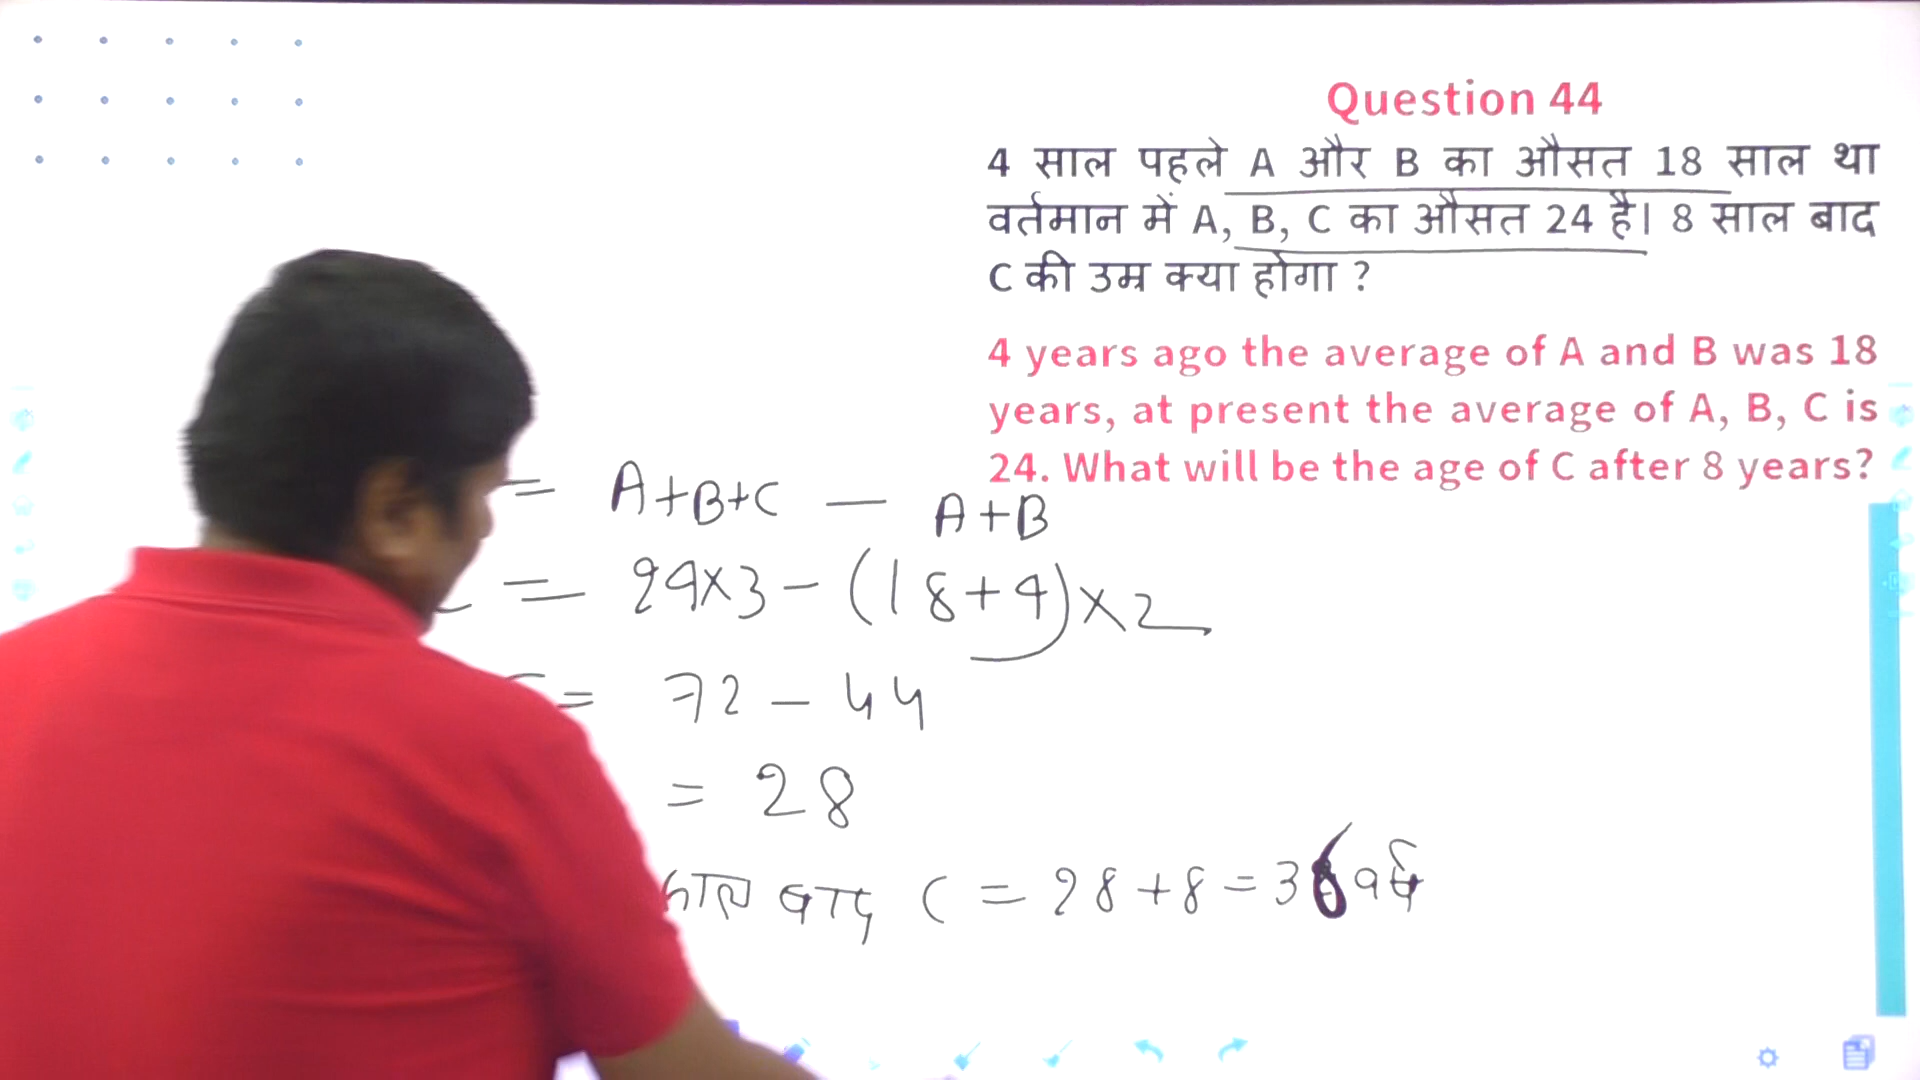 Question 44
4 साल पहले A और B का औसत 18 साल था
वर्तमान में A, B, C का औसत 24 है। 8 साल बाद
C की उम्र क्या होगा ?
4 years ago the average of A and B was 18
years, at present the average of A, B, C is
24. What will be the age of C after 8 years?
= A+B+C — A+B
= 24×3 - (18+4)×2
= 72 - 44
= 28
बाद C = 28+8 = 36 वर्ष